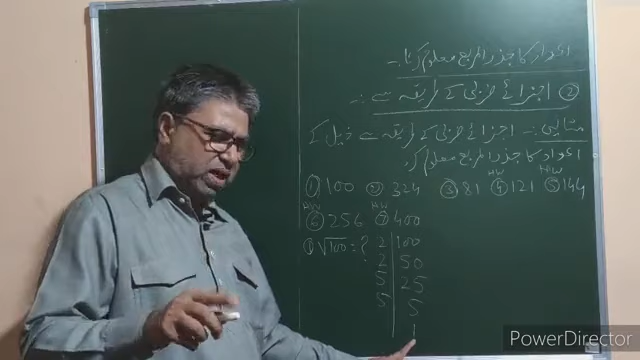 اعداد کا جذر المربع معلوم کرنا۔
② اجزائے ضربی کے طریقہ سے :۔
مثالیں :۔ اجزائے ضربی کے طریقہ سے ذیل کے
اعداد کا جذر المربع معلوم کرو۔
① 100 ② 324 ③ 81 HW ④ 121 HW ⑤ 144
HW ⑥ 256 HW ⑦ 400
① √100 = ? 2 | 100
2 | 50
5 | 25
5 | 5
1
PowerDirector